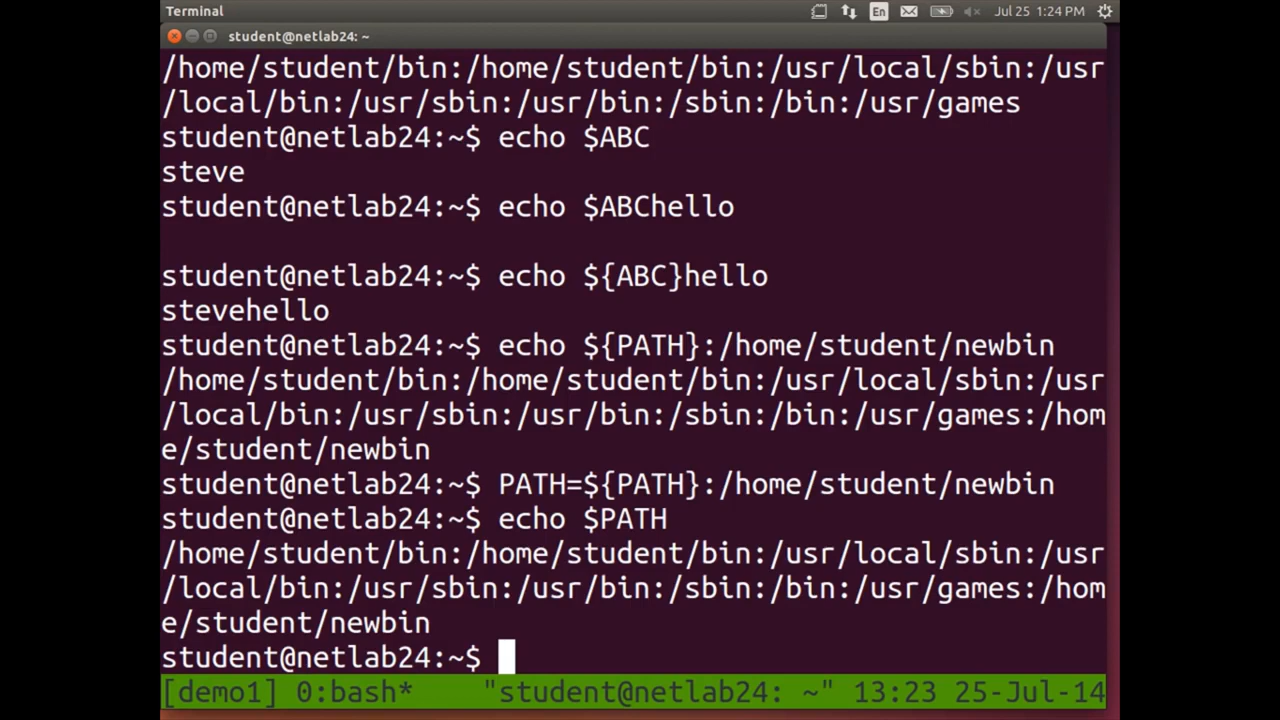 Terminal En Jul 25 1:24 PM
student@netlab24: ~
/home/student/bin:/home/student/bin:/usr/local/sbin:/usr
/local/bin:/usr/sbin:/usr/bin:/sbin:/bin:/usr/games
student@netlab24:~$ echo $ABC
steve
student@netlab24:~$ echo $ABChello
student@netlab24:~$ echo ${ABC}hello
stevehello
student@netlab24:~$ echo ${PATH}:/home/student/newbin
/home/student/bin:/home/student/bin:/usr/local/sbin:/usr
/local/bin:/usr/sbin:/usr/bin:/sbin:/bin:/usr/games:/hom
e/student/newbin
student@netlab24:~$ PATH=${PATH}:/home/student/newbin
student@netlab24:~$ echo $PATH
/home/student/bin:/home/student/bin:/usr/local/sbin:/usr
/local/bin:/usr/sbin:/usr/bin:/sbin:/bin:/usr/games:/hom
e/student/newbin
student@netlab24:~$
[demo1] 0:bash* "student@netlab24: ~" 13:23 25-Jul-14